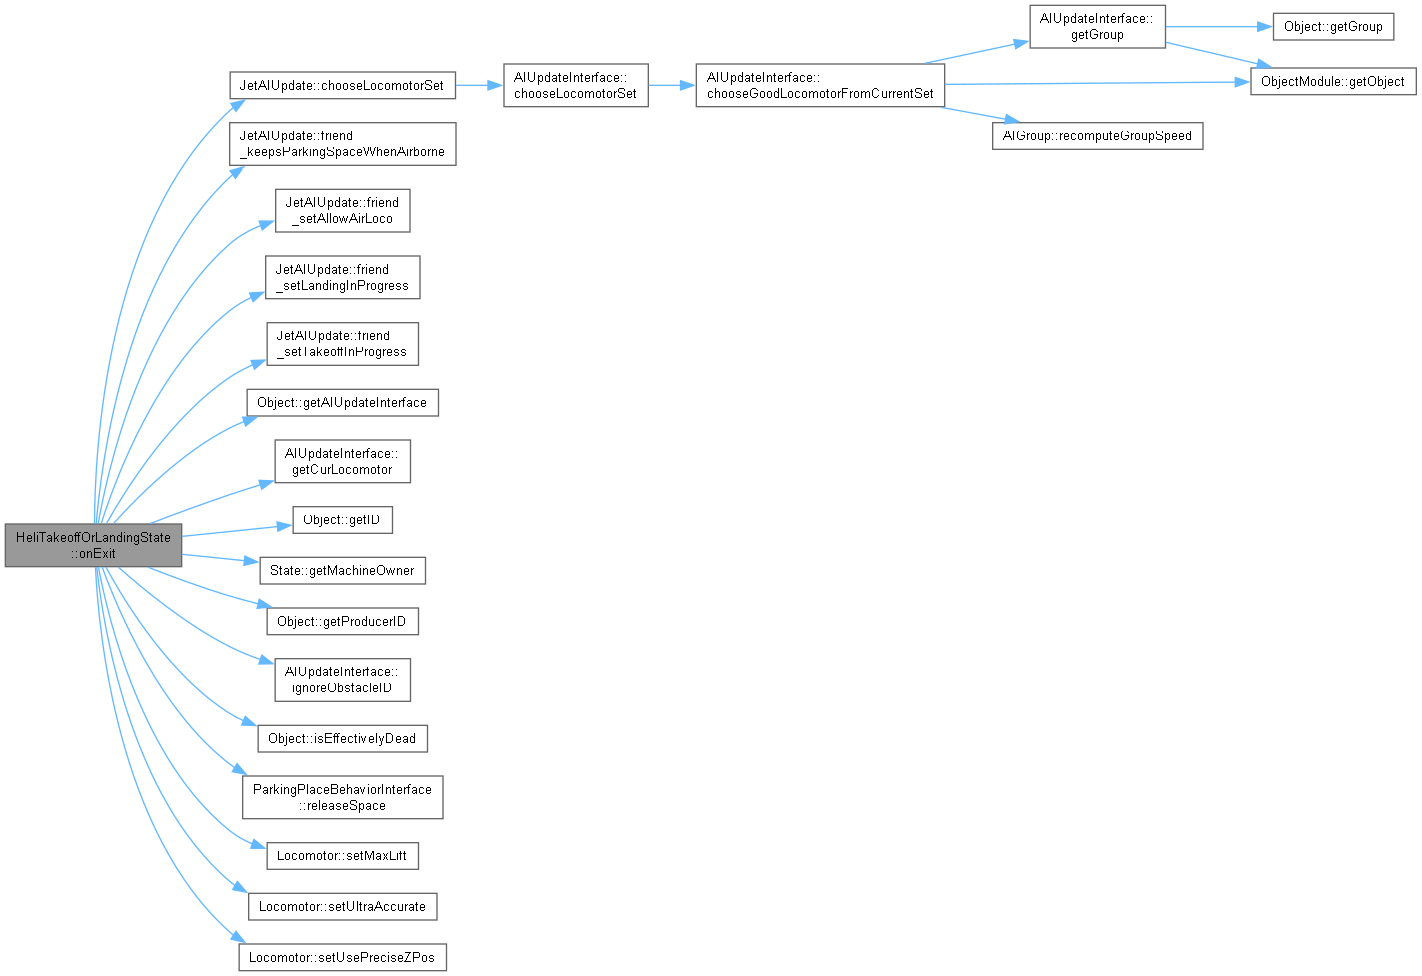 HeliTakeoffOrLandingState
::onExit
JetAIUpdate::chooseLocomotorSet
AIUpdateInterface::
chooseLocomotorSet
AIUpdateInterface::
chooseGoodLocomotorFromCurrentSet
AIUpdateInterface::
getGroup
Object::getGroup
ObjectModule::getObject
AIGroup::recomputeGroupSpeed
JetAIUpdate::friend
_keepsParkingSpaceWhenAirborne
JetAIUpdate::friend
_setAllowAirLoco
JetAIUpdate::friend
_setLandingInProgress
JetAIUpdate::friend
_setTakeoffInProgress
Object::getAIUpdateInterface
AIUpdateInterface::
getCurLocomotor
Object::getID
State::getMachineOwner
Object::getProducerID
AIUpdateInterface::
ignoreObstacleID
Object::isEffectivelyDead
ParkingPlaceBehaviorInterface
::releaseSpace
Locomotor::setMaxLift
Locomotor::setUltraAccurate
Locomotor::setUsePreciseZPos